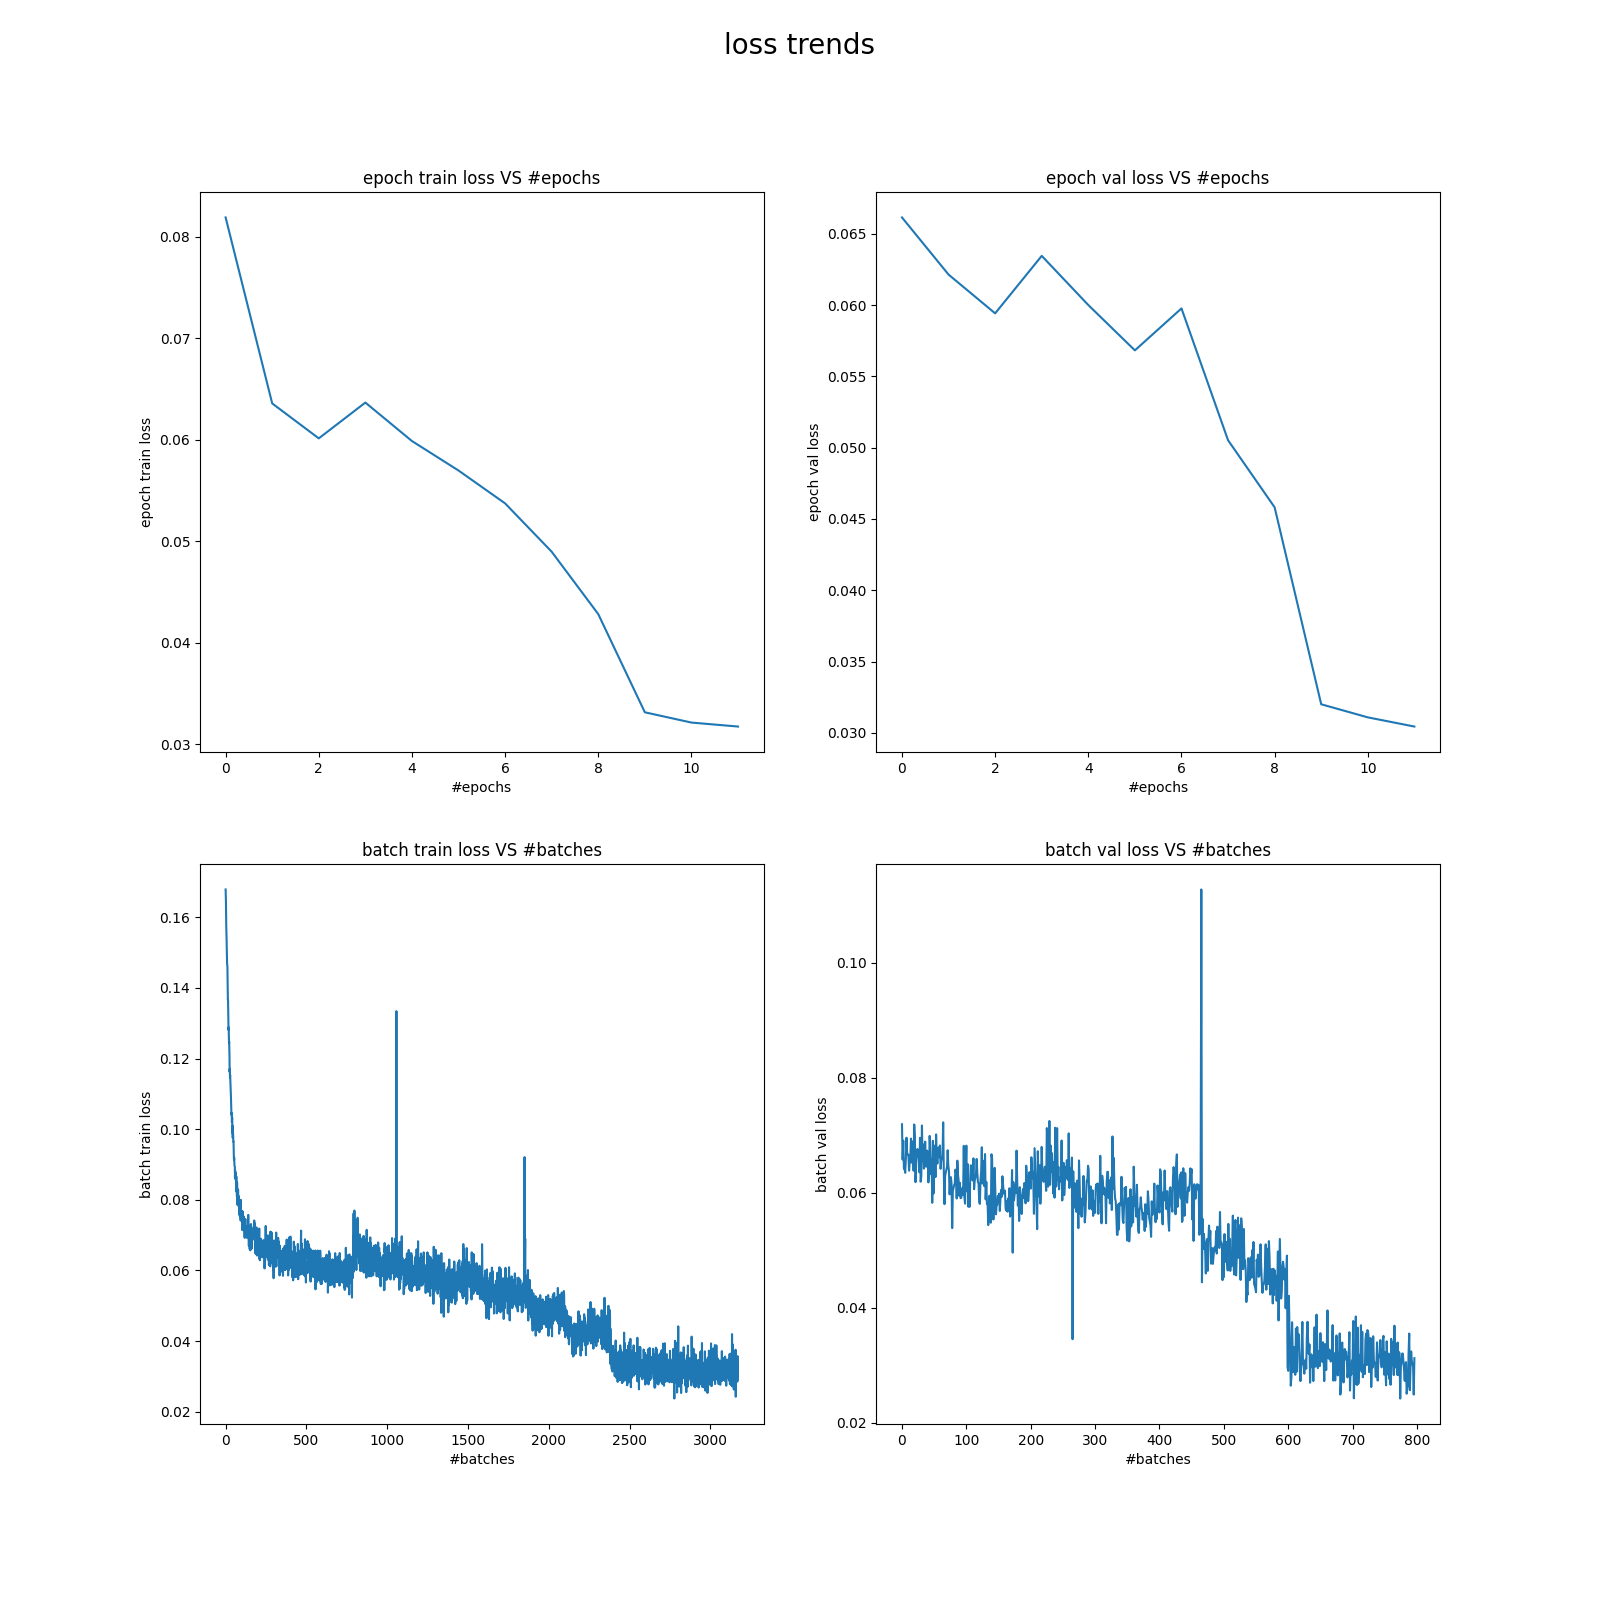 loss trends
epoch train loss VS #epochs
epoch train loss
0.08
0.07
0.06
0.05
0.04
0.03
0 2 4 6 8 10
#epochs
epoch val loss VS #epochs
epoch val loss
0.065
0.060
0.055
0.050
0.045
0.040
0.035
0.030
0 2 4 6 8 10
#epochs
batch train loss VS #batches
batch train loss
0.16
0.14
0.12
0.10
0.08
0.06
0.04
0.02
0 500 1000 1500 2000 2500 3000
#batches
batch val loss VS #batches
batch val loss
0.10
0.08
0.06
0.04
0.02
0 100 200 300 400 500 600 700 800
#batches